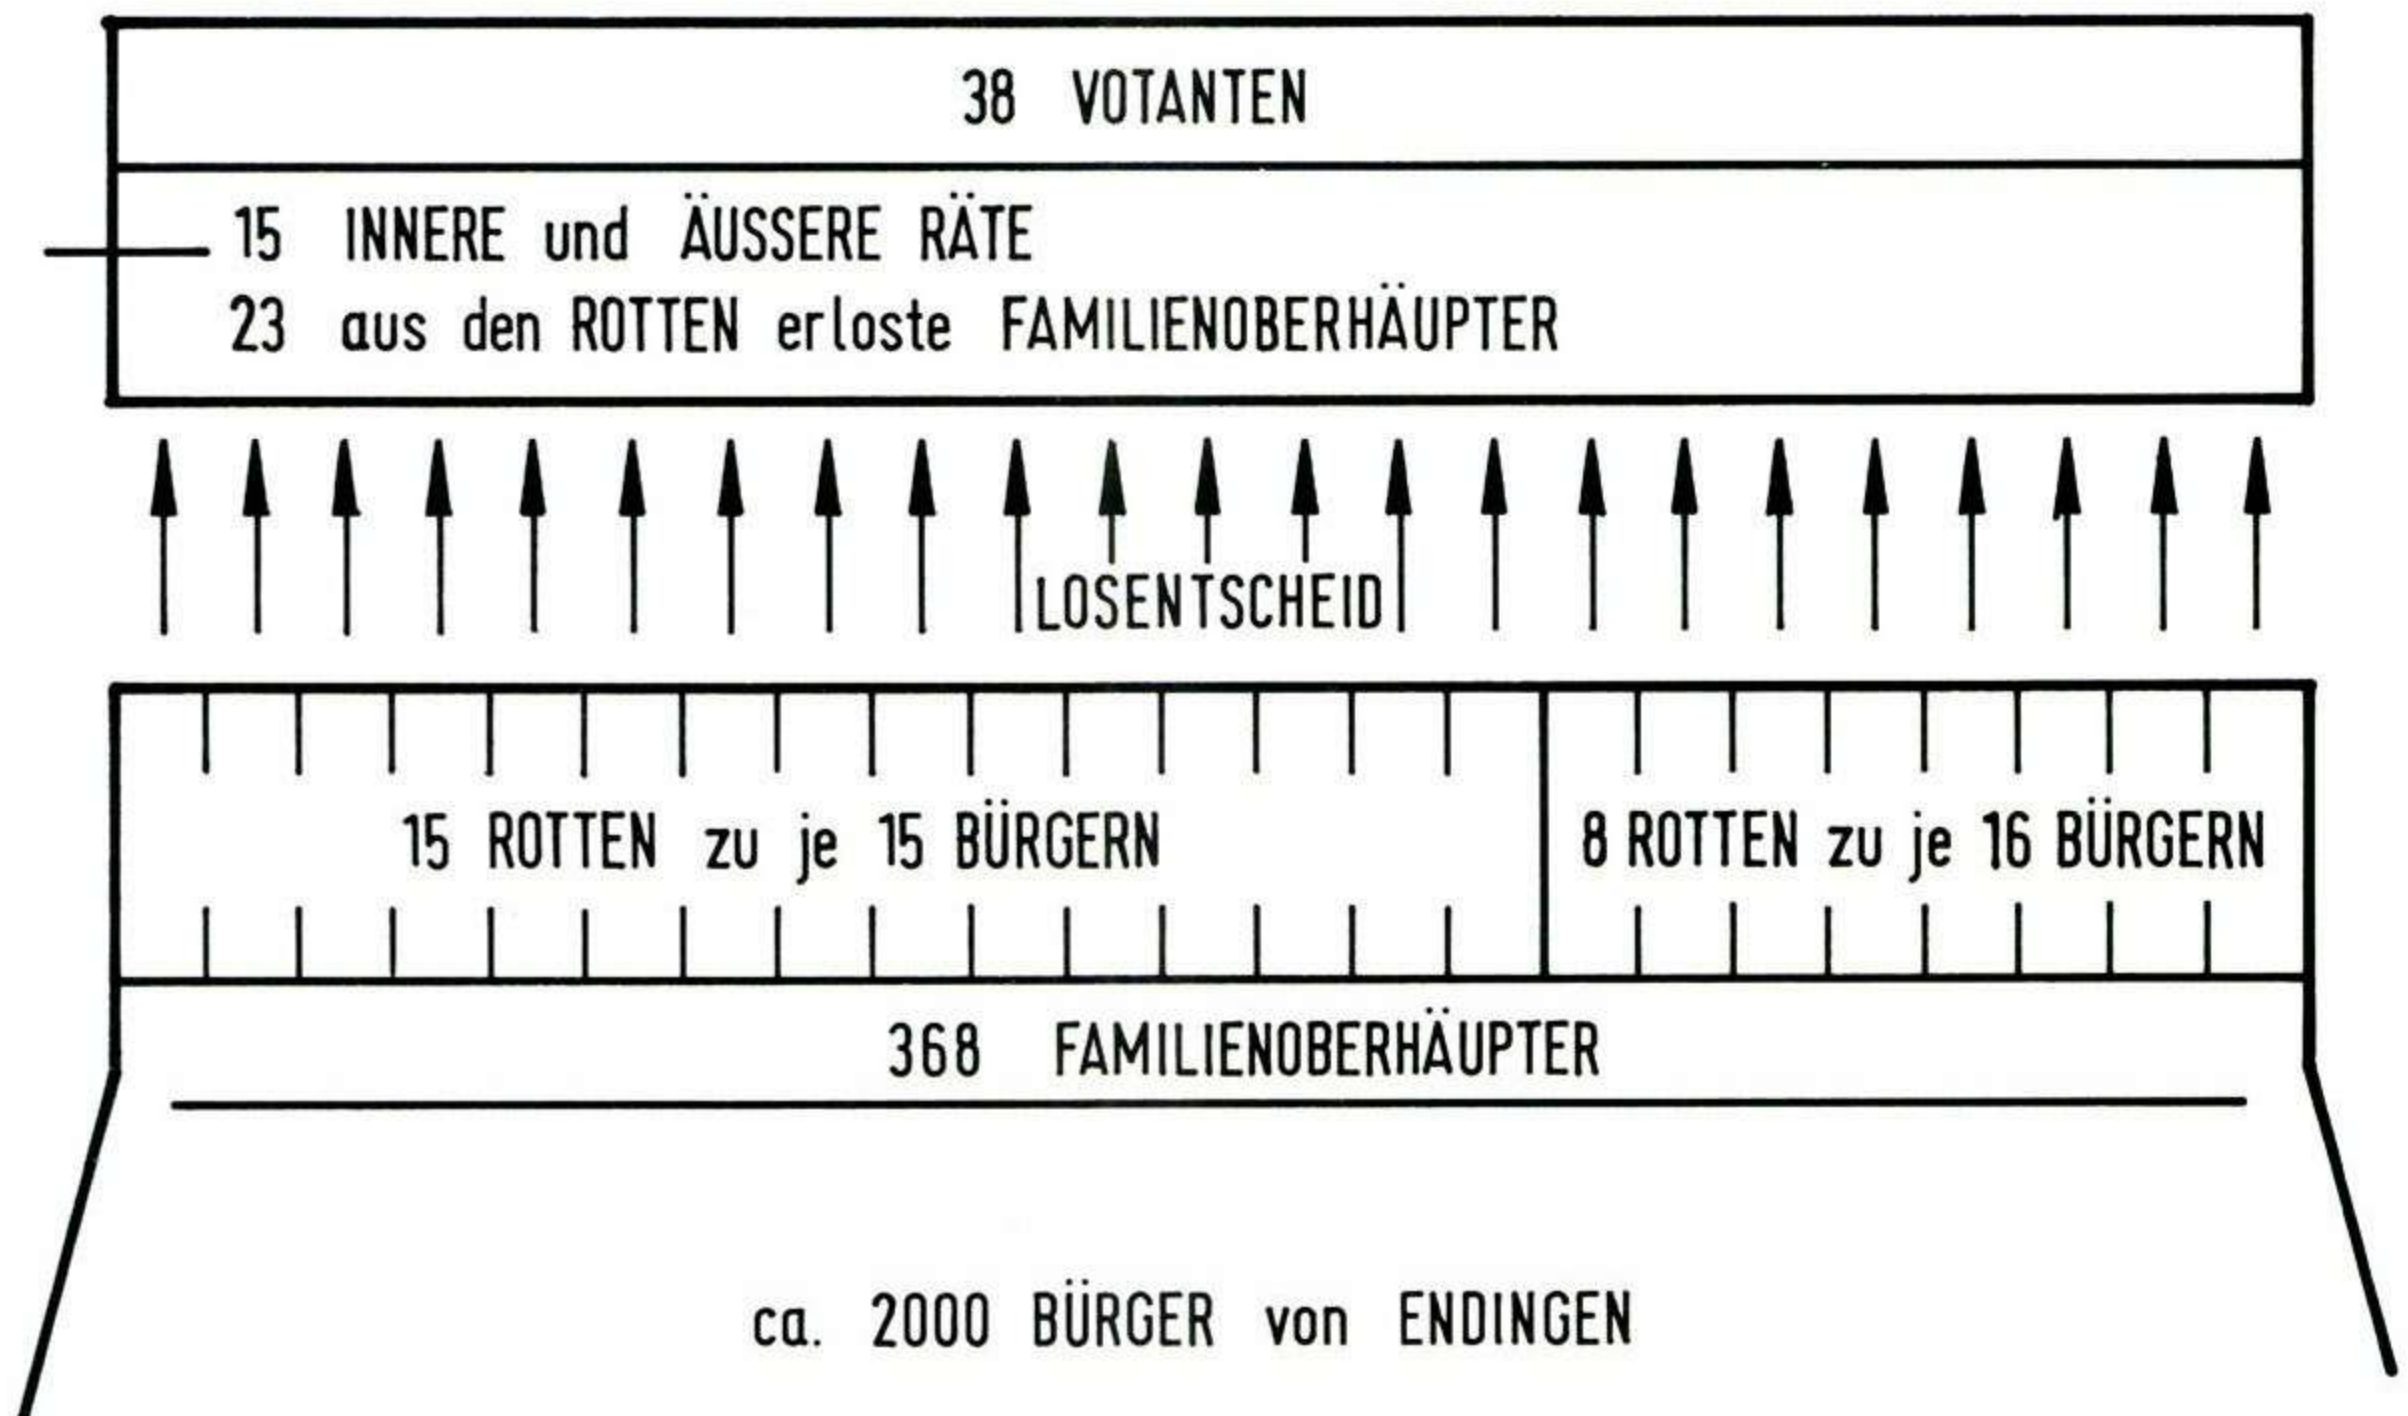 38 VOTANTEN
15 INNERE und ÄUSSERE RÄTE
23 aus den ROTTEN erloste FAMILIENOBERHÄUPTER
LOSENTSCHEID
15 ROTTEN zu je 15 BÜRGERN
8 ROTTEN zu je 16 BÜRGERN
368 FAMILIENOBERHÄUPTER
ca. 2000 BÜRGER von ENDINGEN